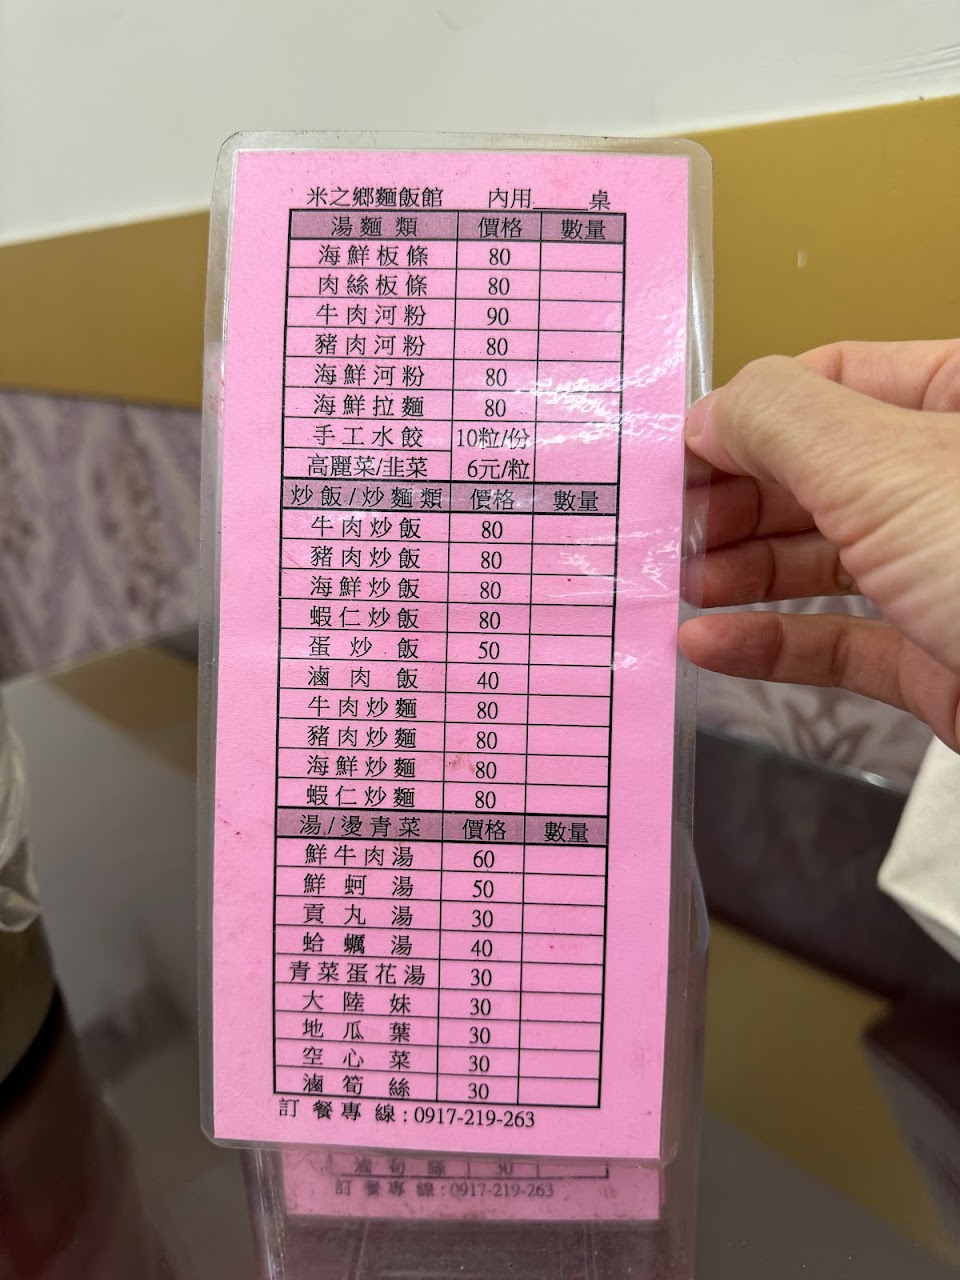 米之鄉麵飯館 內用_____桌
湯麵類 價格 數量
海鮮板條 80
肉絲板條 80
牛肉河粉 90
豬肉河粉 80
海鮮河粉 80
海鮮拉麵 80
手工水餃 10粒/份
高麗菜/韭菜 6元/粒
炒飯/炒麵類 價格 數量
牛肉炒飯 80
豬肉炒飯 80
海鮮炒飯 80
蝦仁炒飯 80
蛋炒飯 50
滷肉飯 40
牛肉炒麵 80
豬肉炒麵 80
海鮮炒麵 80
蝦仁炒麵 80
湯/燙青菜 價格 數量
鮮牛肉湯 60
鮮蚵湯 50
貢丸湯 30
蛤蠣湯 40
青菜蛋花湯 30
大陸妹 30
地瓜葉 30
空心菜 30
滷筍絲 30
訂餐專線:0917-219-263
滷筍絲 30
訂餐專線:0917-219-263